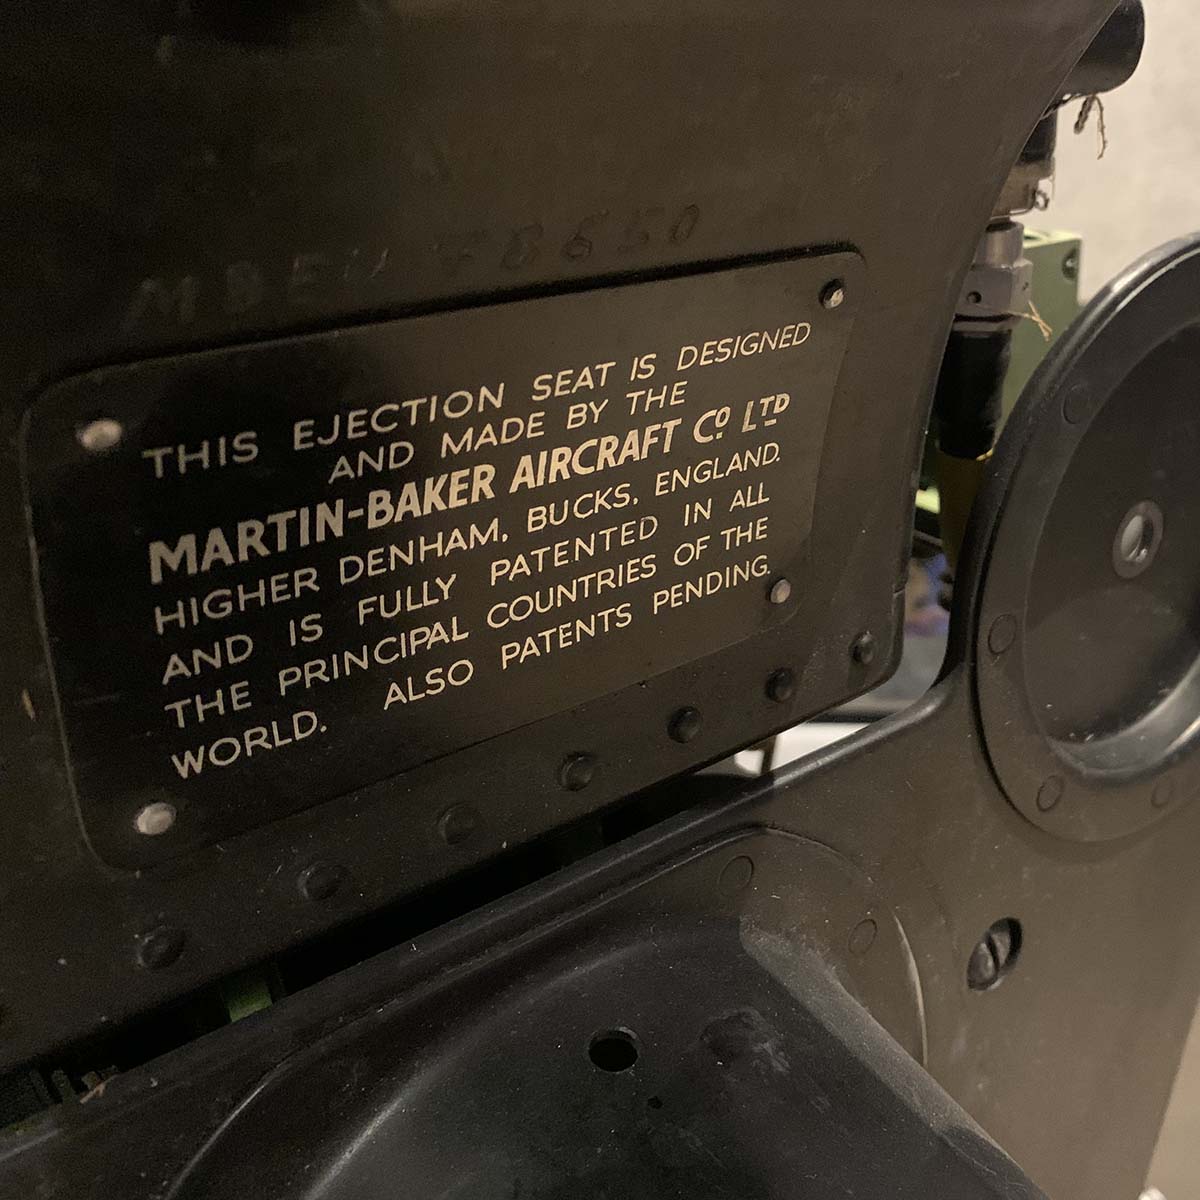 THIS EJECTION SEAT IS DESIGNED
AND MADE BY THE
MARTIN-BAKER AIRCRAFT Cº LTD
HIGHER DENHAM, BUCKS, ENGLAND.
AND IS FULLY PATENTED IN ALL
THE PRINCIPAL COUNTRIES OF THE
WORLD. ALSO PATENTS PENDING.